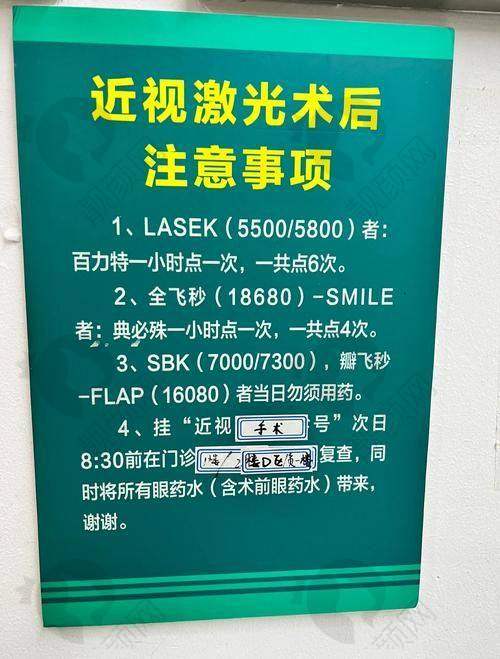 近视激光术后
注意事项
1、LASEK（5500/5800）者：
百力特一小时点一次，一共点6次。
2、全飞秒（18680）-SMILE
者：典必殊一小时点一次，一共点4次。
3、SBK（7000/7300），瓣飞秒
-FLAP（16080）者当日勿须用药。
4、挂“近视手术号”次日
8:30前在门诊 复查，同
时将所有眼药水（含术前眼药水）带来，
谢谢。